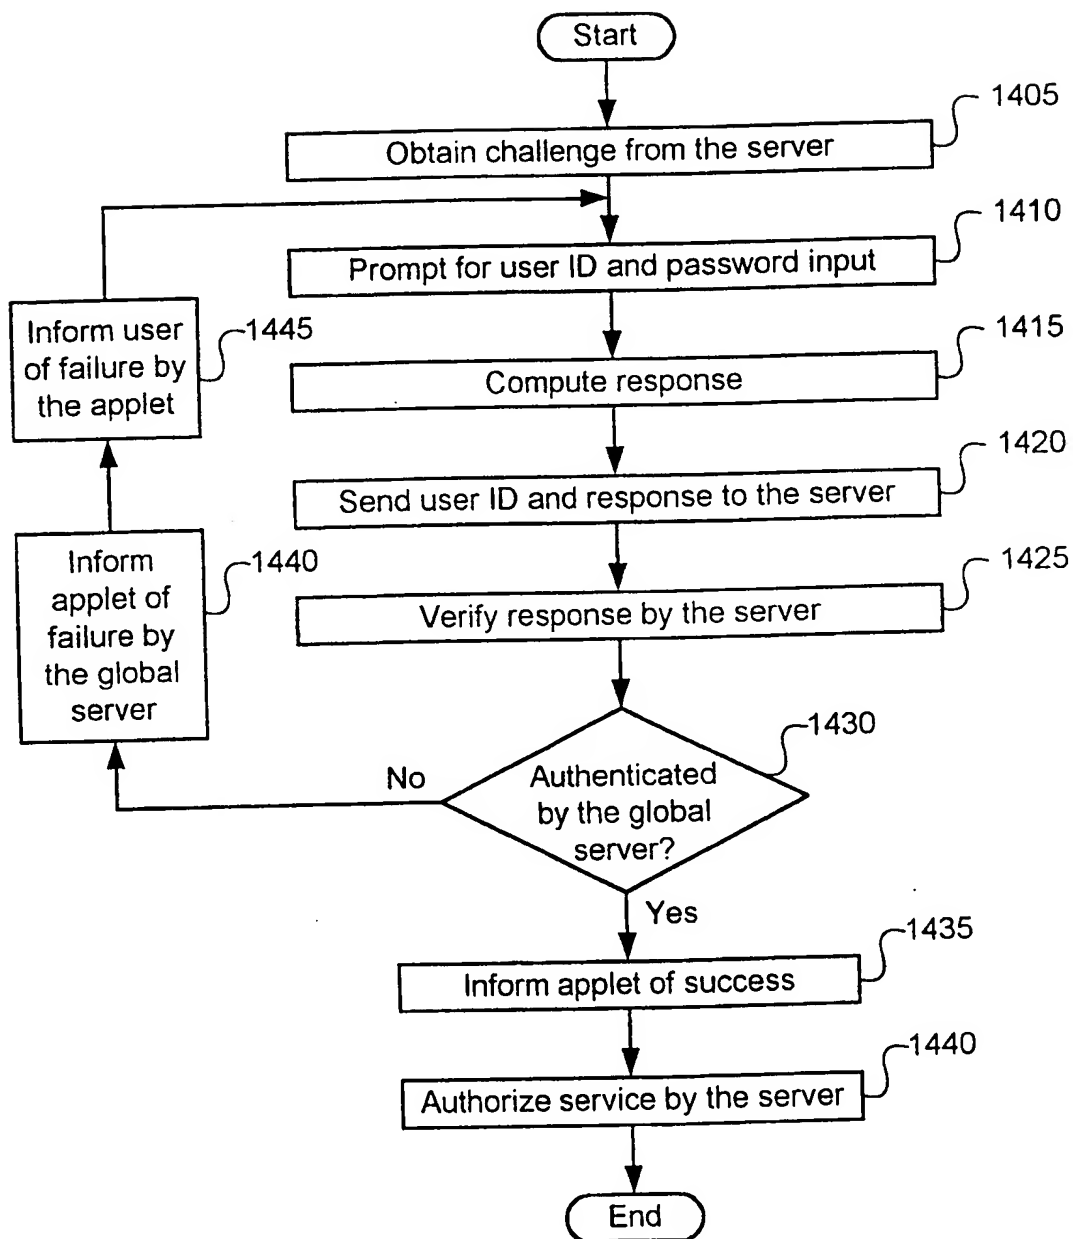 Start
1405
Obtain challenge from the server
1410
Prompt for user ID and password input
1415
Compute response
1420
Send user ID and response to the server
1425
Verify response by the server
1430
Authenticated
by the global
server?
No
Yes
1440
Inform
applet of
failure by
the global
server
1445
Inform user
of failure by
the applet
1435
Inform applet of success
1440
Authorize service by the server
End